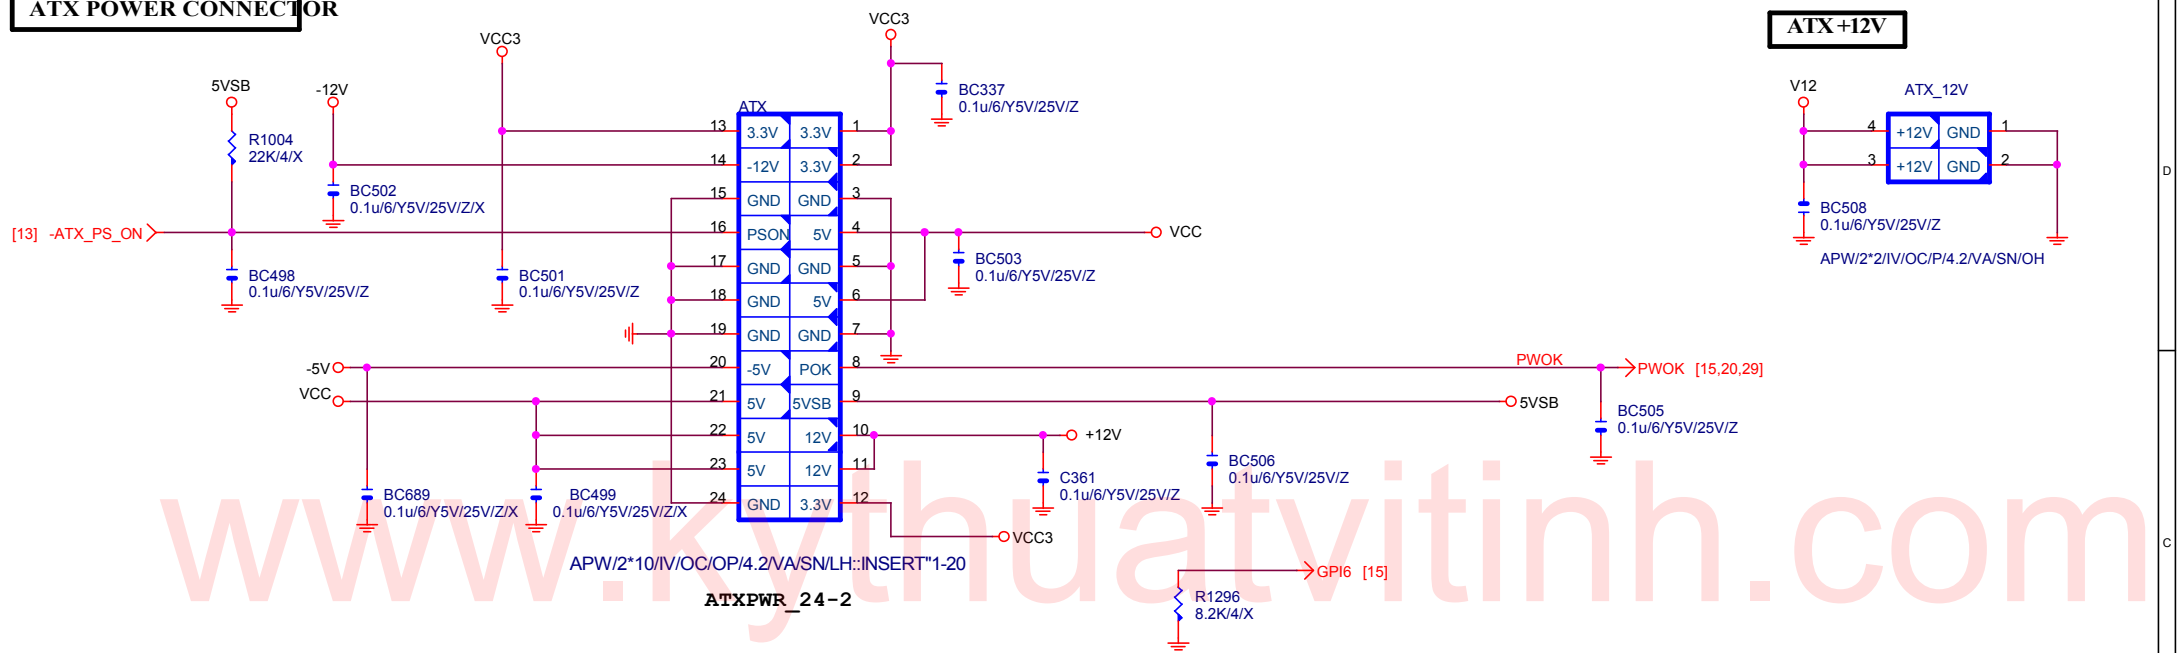 ATX POWER CONNECTOR
ATX +12V
VCC3
VCC3
5VSB
-12V
V12
ATX_12V
BC337
0.1u/6/Y5V/25V/Z
R1004
22K/4/X
BC502
0.1u/6/Y5V/25V/Z/X
[13] -ATX_PS_ON
BC498
0.1u/6/Y5V/25V/Z
BC501
0.1u/6/Y5V/25V/Z
ATX
13 3.3V 3.3V 1
14 -12V 3.3V 2
15 GND GND 3
16 PSON 5V 4
17 GND GND 5
18 GND 5V 6
19 GND GND 7
20 -5V POK 8
21 5V 5VSB 9
22 5V 12V 10
23 5V 12V 11
24 GND 3.3V 12
VCC
BC503
0.1u/6/Y5V/25V/Z
4 +12V GND 1
3 +12V GND 2
BC508
0.1u/6/Y5V/25V/Z
APW/2*2/IV/OC/P/4.2/VA/SN/OH
D
-5V
VCC
PWOK
PWOK [15,20,29]
5VSB
BC505
0.1u/6/Y5V/25V/Z
+12V
BC689
0.1u/6/Y5V/25V/Z/X
BC499
0.1u/6/Y5V/25V/Z/X
C361
0.1u/6/Y5V/25V/Z
BC506
0.1u/6/Y5V/25V/Z
VCC3
APW/2*10/IV/OC/OP/4.2/VA/SN/LH::INSERT"1-20
ATXPWR_24-2
GPI6 [15]
R1296
8.2K/4/X
C
www.kythuatvitinh.com